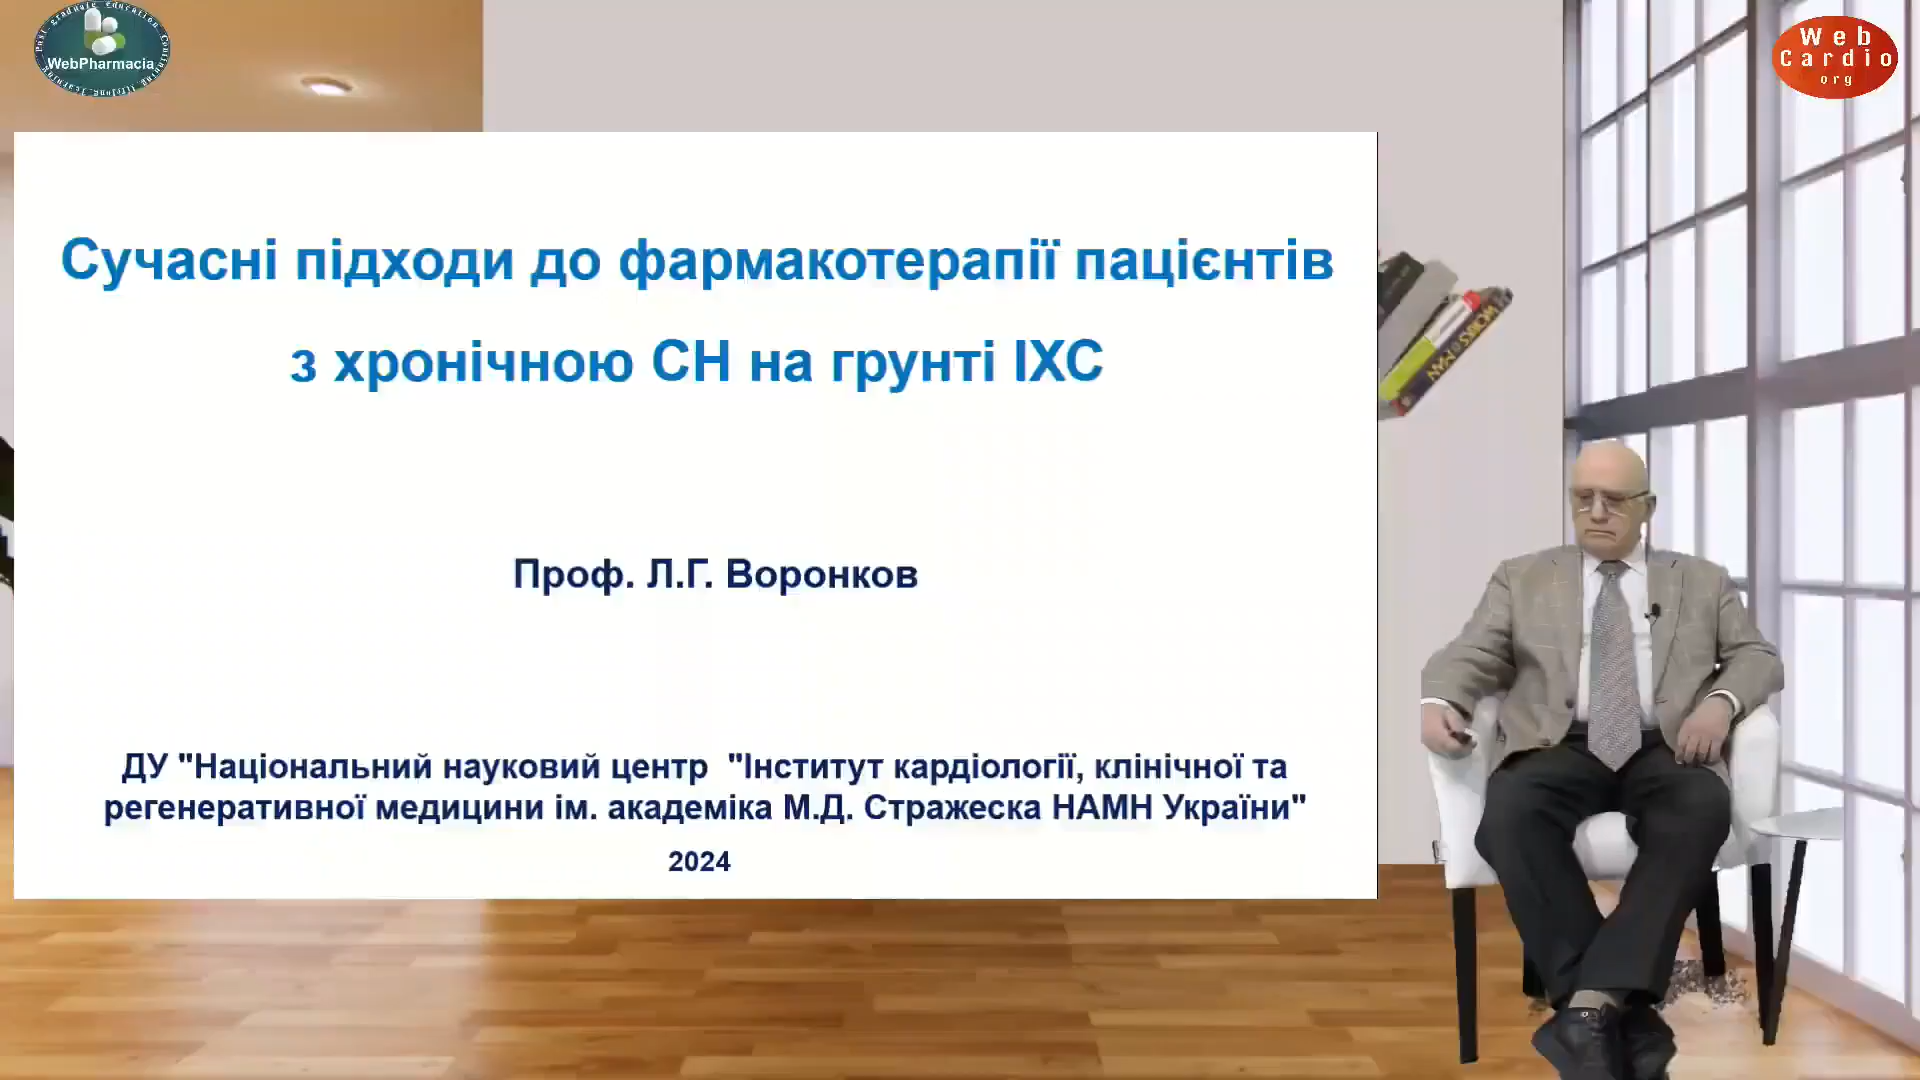 WebPharmacia
Web
Cardio
org
Сучасні підходи до фармакотерапії пацієнтів
з хронічною СН на грунті ІХС
Проф. Л.Г. Воронков
ДУ "Національний науковий центр "Інститут кардіології, клінічної та
регенеративної медицини ім. академіка М.Д. Стражеска НАМН України"
2024